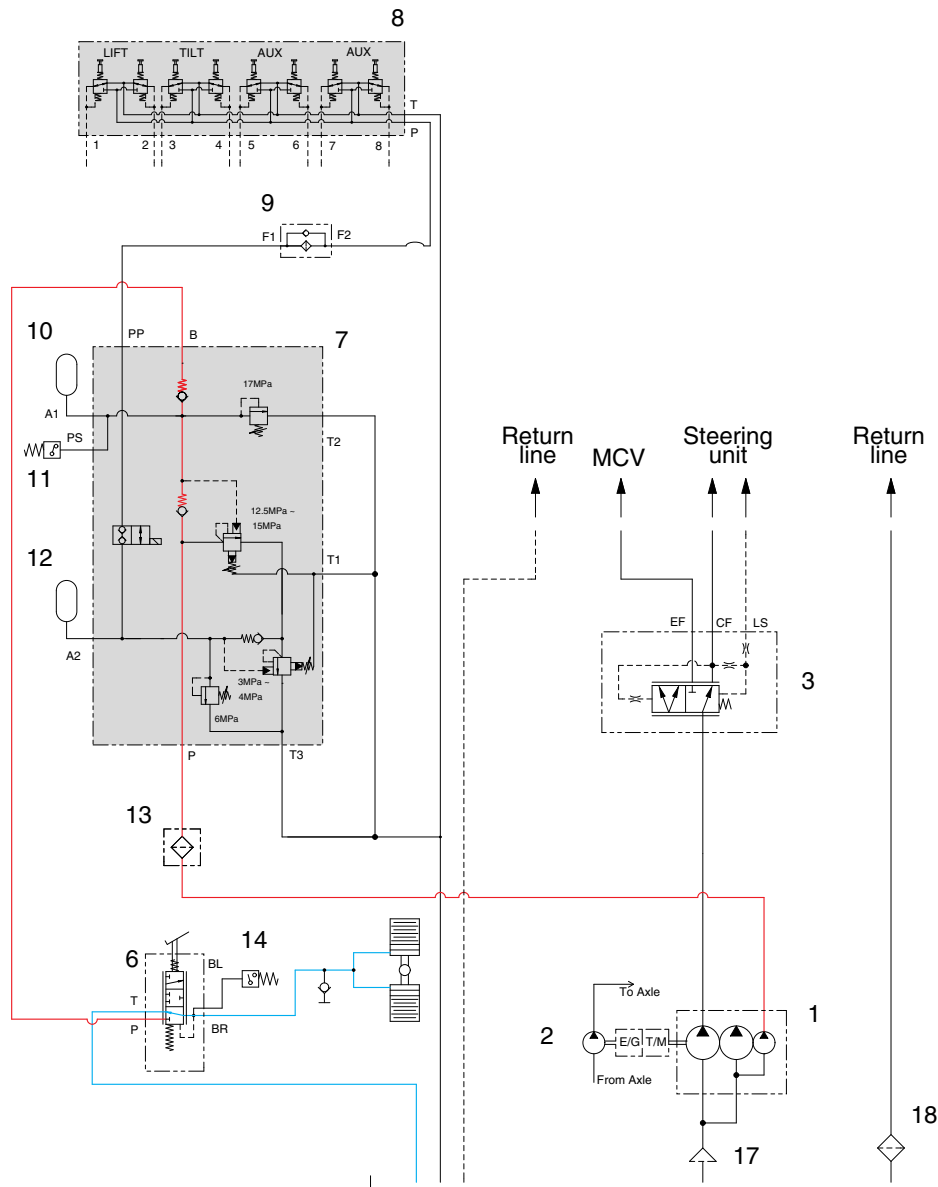 8
LIFT TILT AUX AUX
T
P
1 2 3 4 5 6 7 8
9
F1 F2
10
PP B
7
17MPa
A1
PS
T2
11
12.5MPa ~
15MPa
12
T1
A2
3MPa ~
4MPa
6MPa
P
T3
13
Return
line
MCV
Steering
unit
Return
line
EF CF LS
3
6
14
BL
T
P
BR
To Axle
1
2
E/G T/M
From Axle
17
18